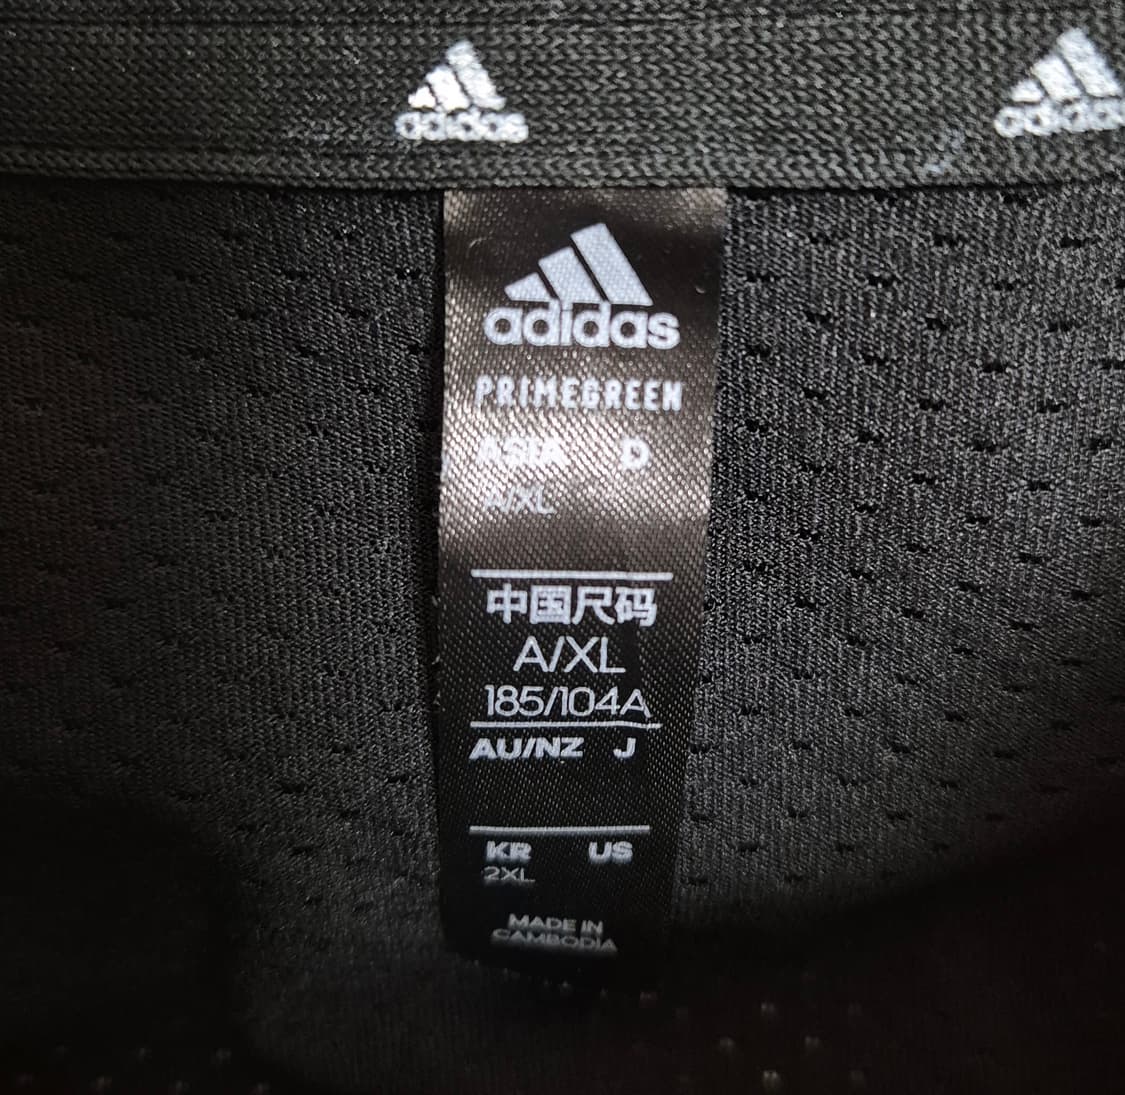 adidas
adidas
adidas
PRIMEGREEN
ASIA D
A/XL
中国尺码
A/XL
185/104A
AU/NZ J
KR US
2XL
MADE IN
CAMBODIA